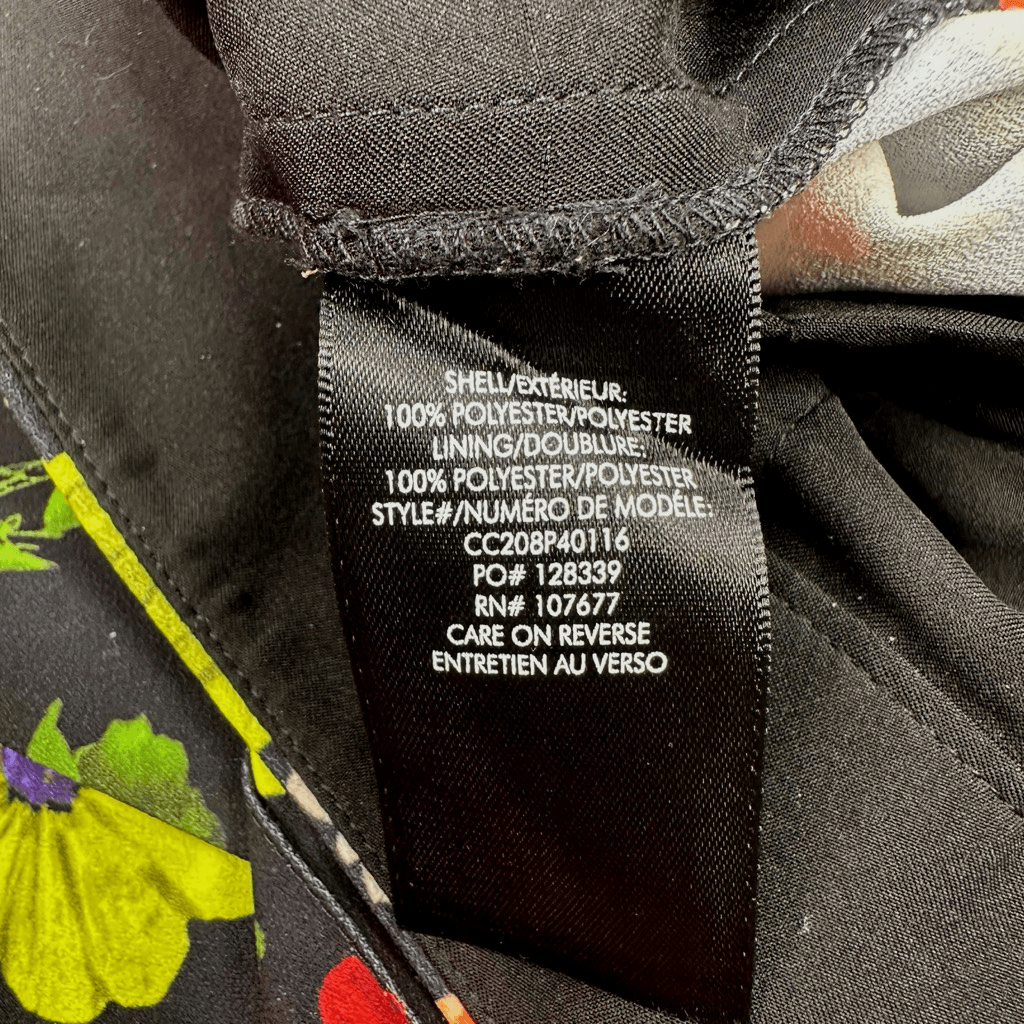 SHELL/EXTÉRIEUR:
100% POLYESTER/POLYESTER
LINING/DOUBLURE:
100% POLYESTER/POLYESTER
STYLE#/NUMÉRO DE MODÉLE:
CC208P40116
PO# 128339
RN# 107677
CARE ON REVERSE
ENTRETIEN AU VERSO